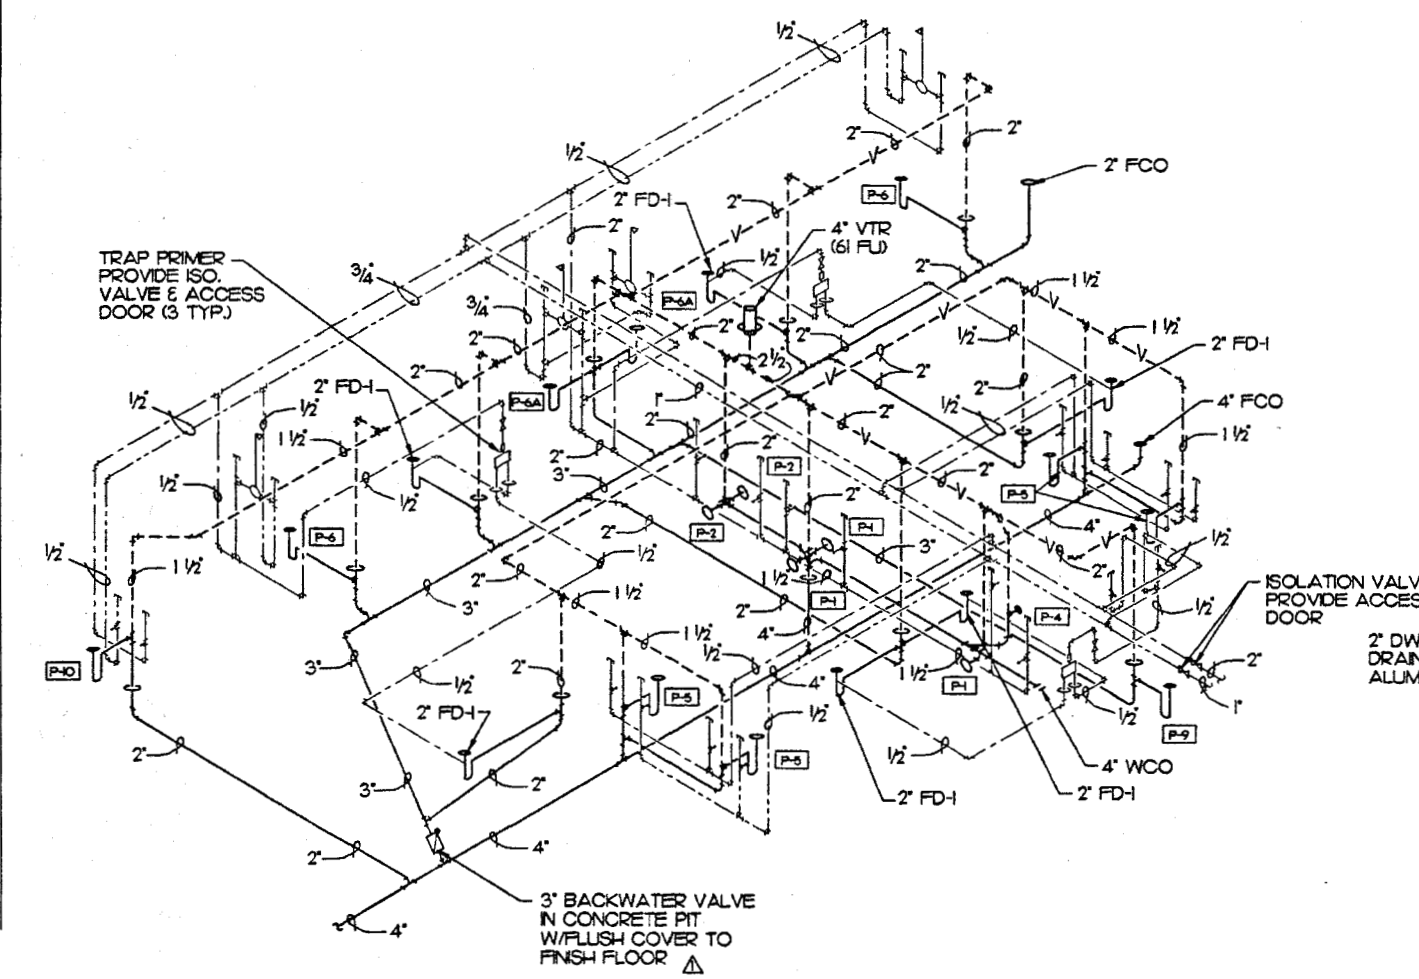 1/2"
2"
2"
2" FCO
P-6
1/2"
2" FD-1
2"
2"
4" VTR
(61 FU)
TRAP PRIMER
PROVIDE ISO.
VALVE & ACCESS
DOOR (3 TYP.)
3/4"
1/2"
2"
1 1/2"
3/4"
P-6A
2"
2"
1/2"
1 1/2"
2" FD-1
2"
2 1/2"
2"
2"
2" FD-1
2"
1"
4" FCO
1/2"
1/2"
P-6A
2"
2"
1 1/2"
1 1/2"
2"
2"
3"
P-2
2"
1/2"
1/2"
P-5
P-6
2"
P-2
2"
P-1
3"
4"
1/2"
1/2"
1 1/2"
2"
1/2"
1 1/2"
2"
ISOLATION VALV
PROVIDE ACCES
DOOR
3"
1 1/2"
2"
P-1
P-4
1/2"
4"
1 1/2"
2" DW
DRAIN
ALUM
P-10
3"
1/2"
2"
1/2"
4"
1 1/2"
P-1
2"
P-5
1/2"
1"
2" FD-1
1/2"
P-9
2"
P-5
1/2"
4" WCO
3"
2"
2" FD-1
2" FD-1
2"
4"
3" BACKWATER VALVE
IN CONCRETE PIT
W/FLUSH COVER TO
FINISH FLOOR
1
4"